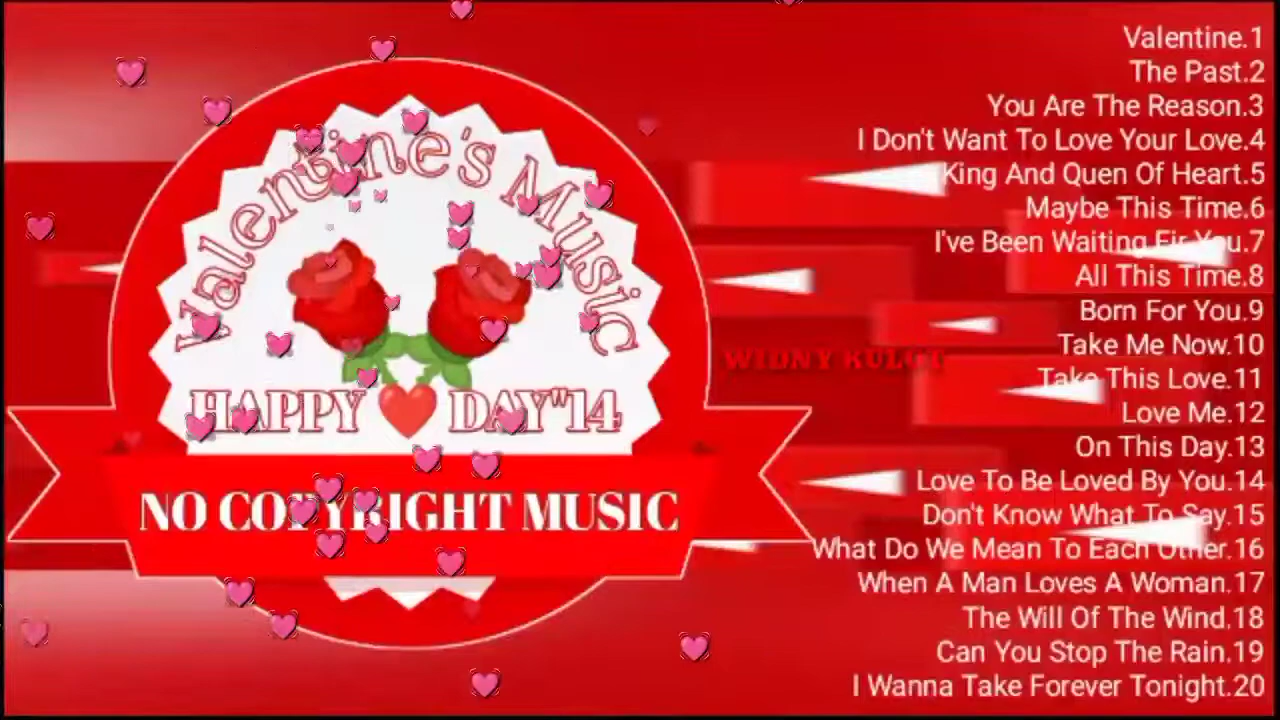 Valentine's Music
HAPPY DAY"14
NO COPYRIGHT MUSIC
WIDNY
Valentine.1
The Past.2
You Are The Reason.3
I Don't Want To Love Your Love.4
King And Quen Of Heart.5
Maybe This Time.6
I've Been Waiting Fir You.7
All This Time.8
Born For You.9
Take Me Now.10
Take This Love.11
Love Me.12
On This Day.13
Love To Be Loved By You.14
Don't Know What To Say.15
What Do We Mean To Each Other.16
When A Man Loves A Woman.17
The Will Of The Wind.18
Can You Stop The Rain.19
I Wanna Take Forever Tonight.20